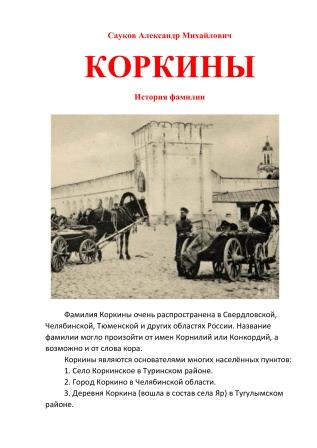 Сауков Александр Михайлович
КОРКИНЫ
История фамилии
Фамилия Коркины очень распространена в Свердловской,
Челябинской, Тюменской и других областях России. Название
фамилии могло произойти от имен Корнилий или Конкордий, а
возможно и от слова кора.
Коркины являются основателями многих населённых пунктов:
1. Село Коркинское в Туринском районе.
2. Город Коркино в Челябинской области.
3. Деревня Коркина (вошла в состав села Яр) в Тугулымским
районе.